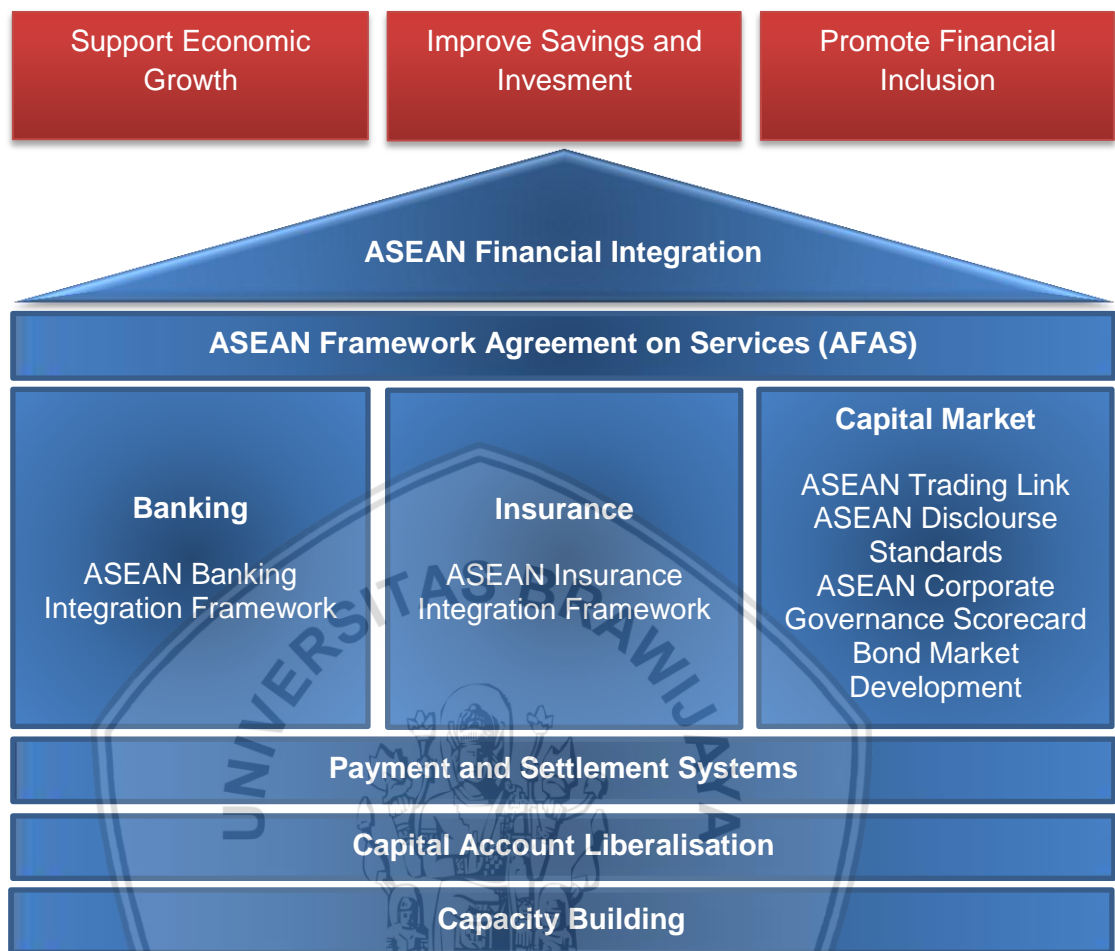 Support Economic
Growth
Improve Savings and
Invesment
Promote Financial
Inclusion
ASEAN Financial Integration
ASEAN Framework Agreement on Services (AFAS)
Banking
ASEAN Banking
Integration Framework
Insurance
ASEAN Insurance
Integration Framework
Capital Market
ASEAN Trading Link
ASEAN Disclourse
Standards
ASEAN Corporate
Governance Scorecard
Bond Market
Development
Payment and Settlement Systems
Capital Account Liberalisation
Capacity Building
UNIVERSITAS BRAWIJAYA